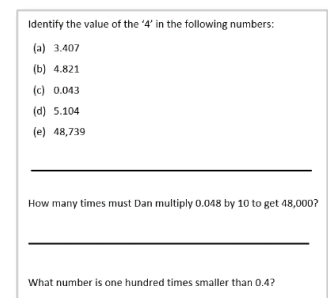 Identify the value of the ‘4’ in the following numbers:
(a) 3.407
(b) 4.821
(c) 0.043
(d) 5.104
(e) 48,739
How many times must Dan multiply 0.048 by 10 to get 48,000?
What number is one hundred times smaller than 0.4?